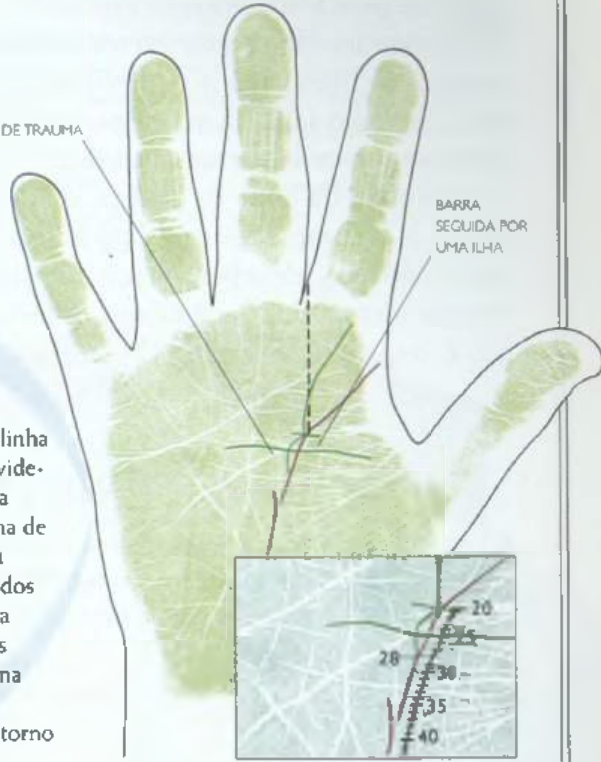 DE TRAUMA
BARRA
SEGUIDA POR
UMA ILHA
linha
vide-
a
na de
dos
a
s
na
torno
20
25
28
30
35
40